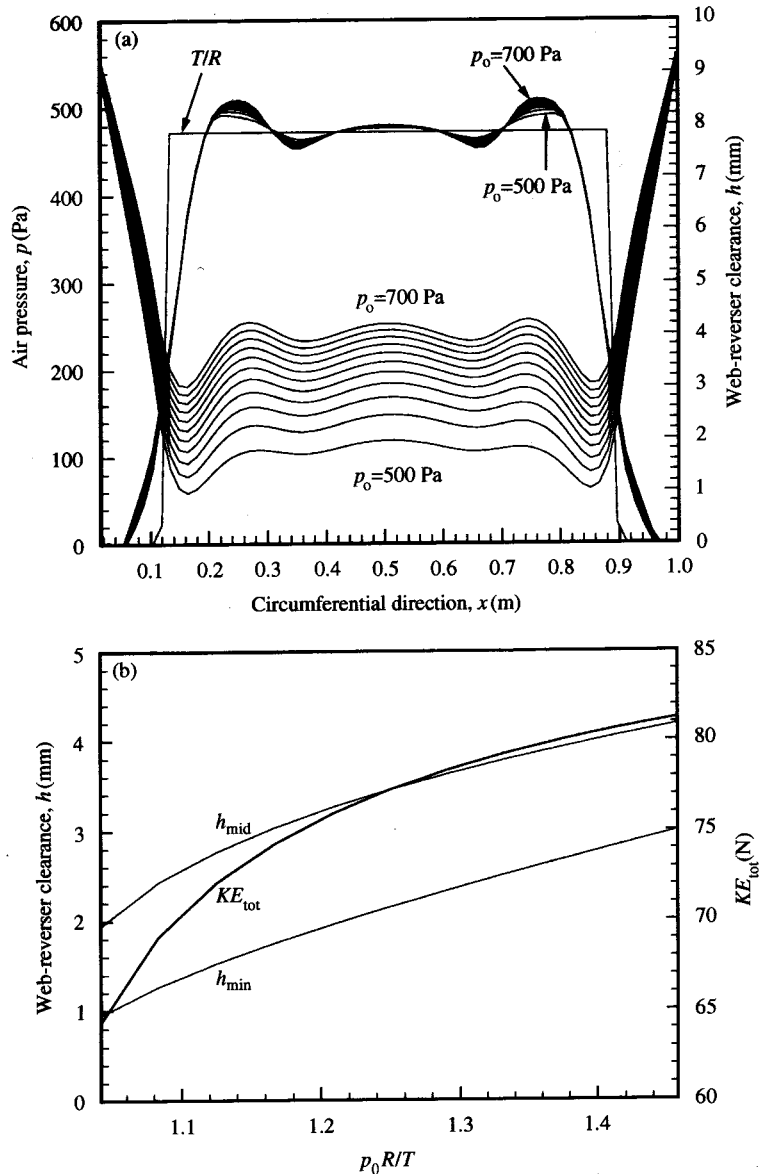 (a)
T/R
pₒ=700 Pa
pₒ=500 Pa
pₒ=700 Pa
pₒ=500 Pa
600
500
400
300
200
100
0
Air pressure, p (Pa)
10
9
8
7
6
5
4
3
2
1
0
Web-reverser clearance, h (mm)
0.1 0.2 0.3 0.4 0.5 0.6 0.7 0.8 0.9 1.0
Circumferential direction, x (m)
(b)
5
4
3
2
1
0
Web-reverser clearance, h (mm)
h_mid
KE_tot
h_min
85
80
75
70
65
60
KE_tot(N)
1.1 1.2 1.3 1.4
p₀R/T